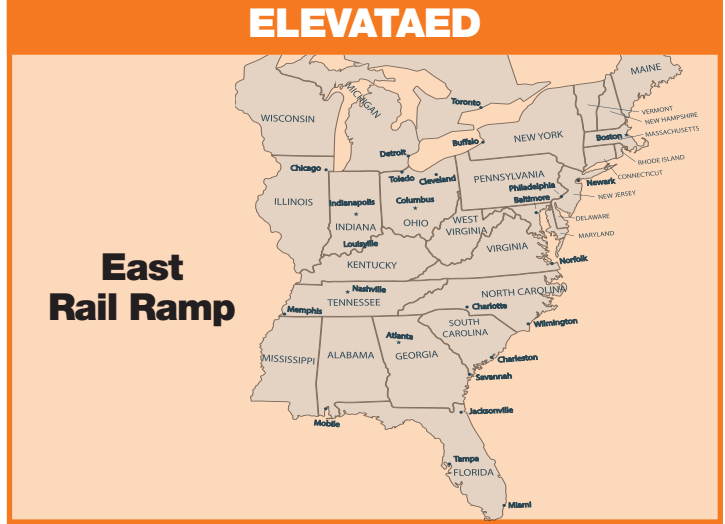 ELEVATAED
MAINE
MICHIGAN
Toronto
VERMONT
WISCONSIN
NEW HAMPSHIRE
Boston
MASSACHUSETTS
NEW YORK
Buffalo
Detroit
RHODE ISLAND
Chicago
CONNECTICUT
Toledo
Cleveland
PENNSYLVANIA
Newark
Philadelphia
NEW JERSEY
Baltimore
ILLINOIS
Indianapolis
Columbus
DELAWARE
OHIO
WEST
VIRGINIA
INDIANA
MARYLAND
Louisville
VIRGINIA
Norfolk
KENTUCKY
East
Rail Ramp
Nashville
NORTH CAROLINA
TENNESSEE
Memphis
Charlotte
Wilmington
SOUTH
CAROLINA
Atlanta
MISSISSIPPI
ALABAMA
GEORGIA
Charleston
Savannah
Jacksonville
Mobile
Tampa
FLORIDA
Miami